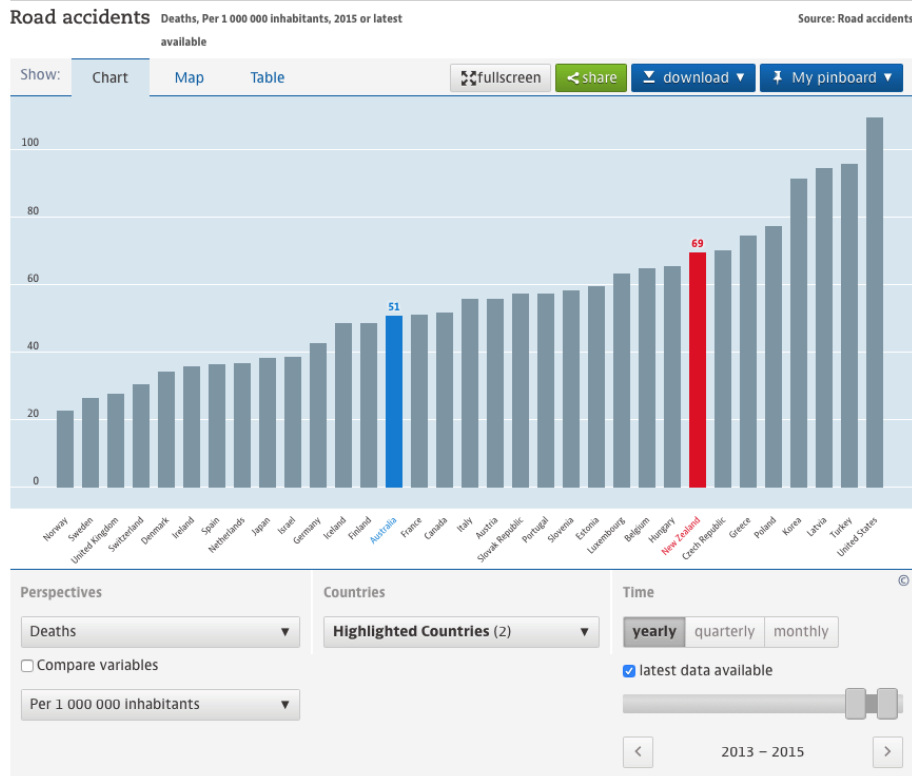 Road accidents Deaths, Per 1 000 000 inhabitants, 2015 or latest available Source: Road accidents
Show: Chart Map Table fullscreen share download ▼ My pinboard ▼
100
80
60
40
20
0
51
69
Norway
Sweden
United Kingdom
Switzerland
Denmark
Ireland
Spain
Netherlands
Japan
Israel
Germany
Iceland
Finland
Australia
France
Canada
Italy
Austria
Slovak Republic
Portugal
Slovenia
Estonia
Luxembourg
Belgium
Hungary
New Zealand
Czech Republic
Greece
Poland
Korea
Latvia
Turkey
United States
©
Perspectives Countries Time
Deaths ▼ Highlighted Countries (2) ▼ yearly quarterly monthly
Compare variables latest data available
Per 1 000 000 inhabitants ▼
< 2013 – 2015 >